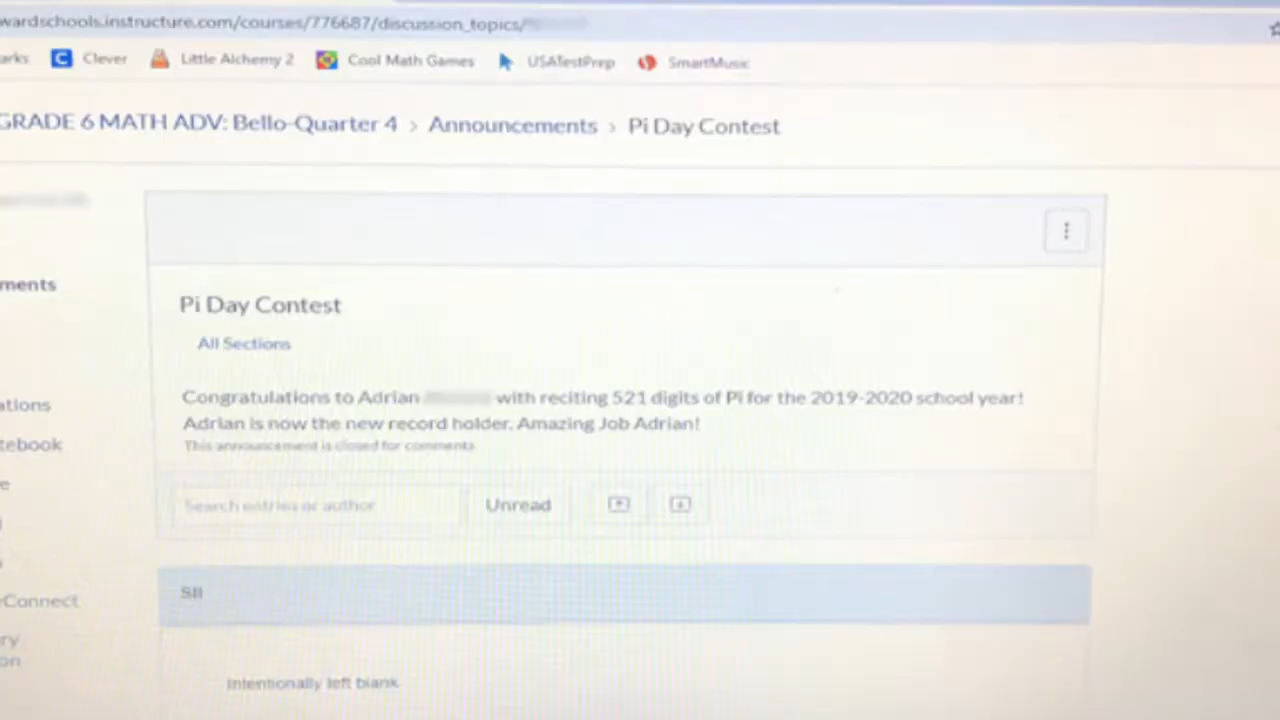 wardschools.instructure.com/courses/776687/discussion_topics/
arks Clever Little Alchemy 2 Cool Math Games USATestPrep SmartMusic
GRADE 6 MATH ADV: Bello-Quarter 4 > Announcements > Pi Day Contest
ments
Pi Day Contest
All Sections
Congratulations to Adrian with reciting 521 digits of Pi for the 2019-2020 school year!
ations
Adrian is now the new record holder. Amazing Job Adrian!
This announcement is closed for comments
tebook
e
Search entries or author Unread
SII
Connect
ry
on
Intentionally left blank